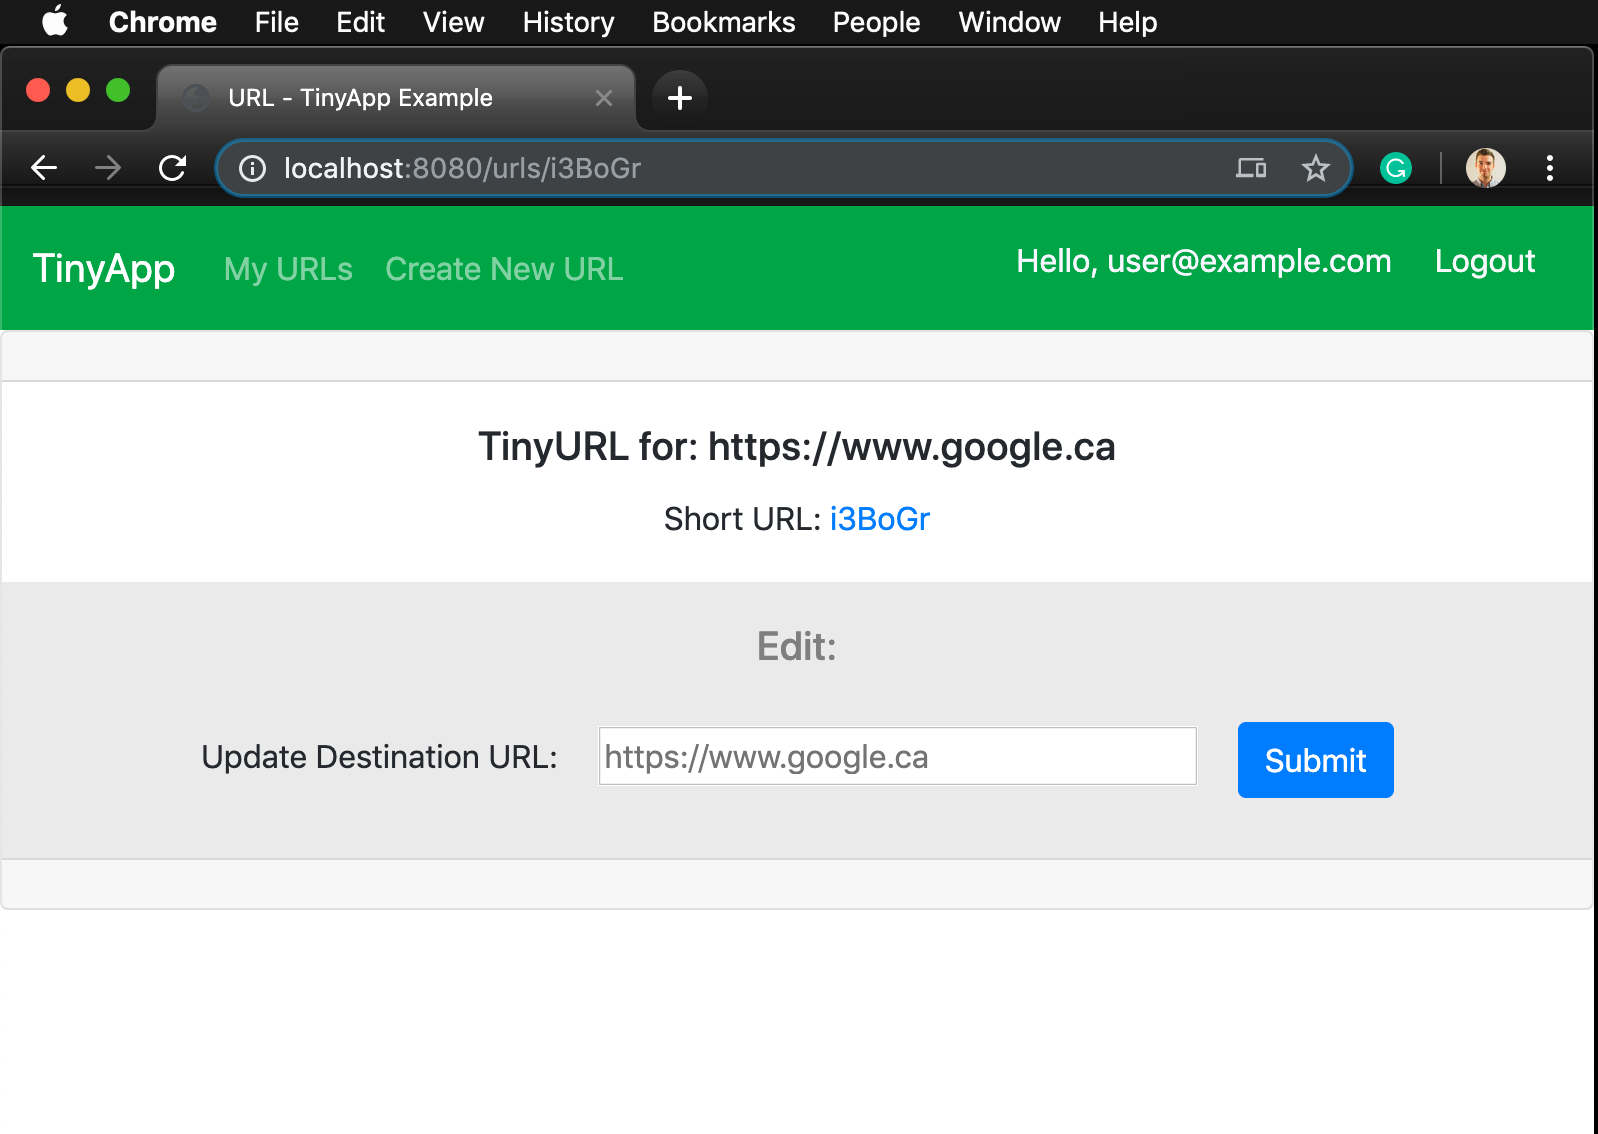 Chrome File Edit View History Bookmarks People Window Help
URL - TinyApp Example
localhost:8080/urls/i3BoGr
TinyApp My URLs Create New URL Hello, user@example.com Logout
TinyURL for: https://www.google.ca
Short URL: i3BoGr
Edit:
Update Destination URL: https://www.google.ca Submit